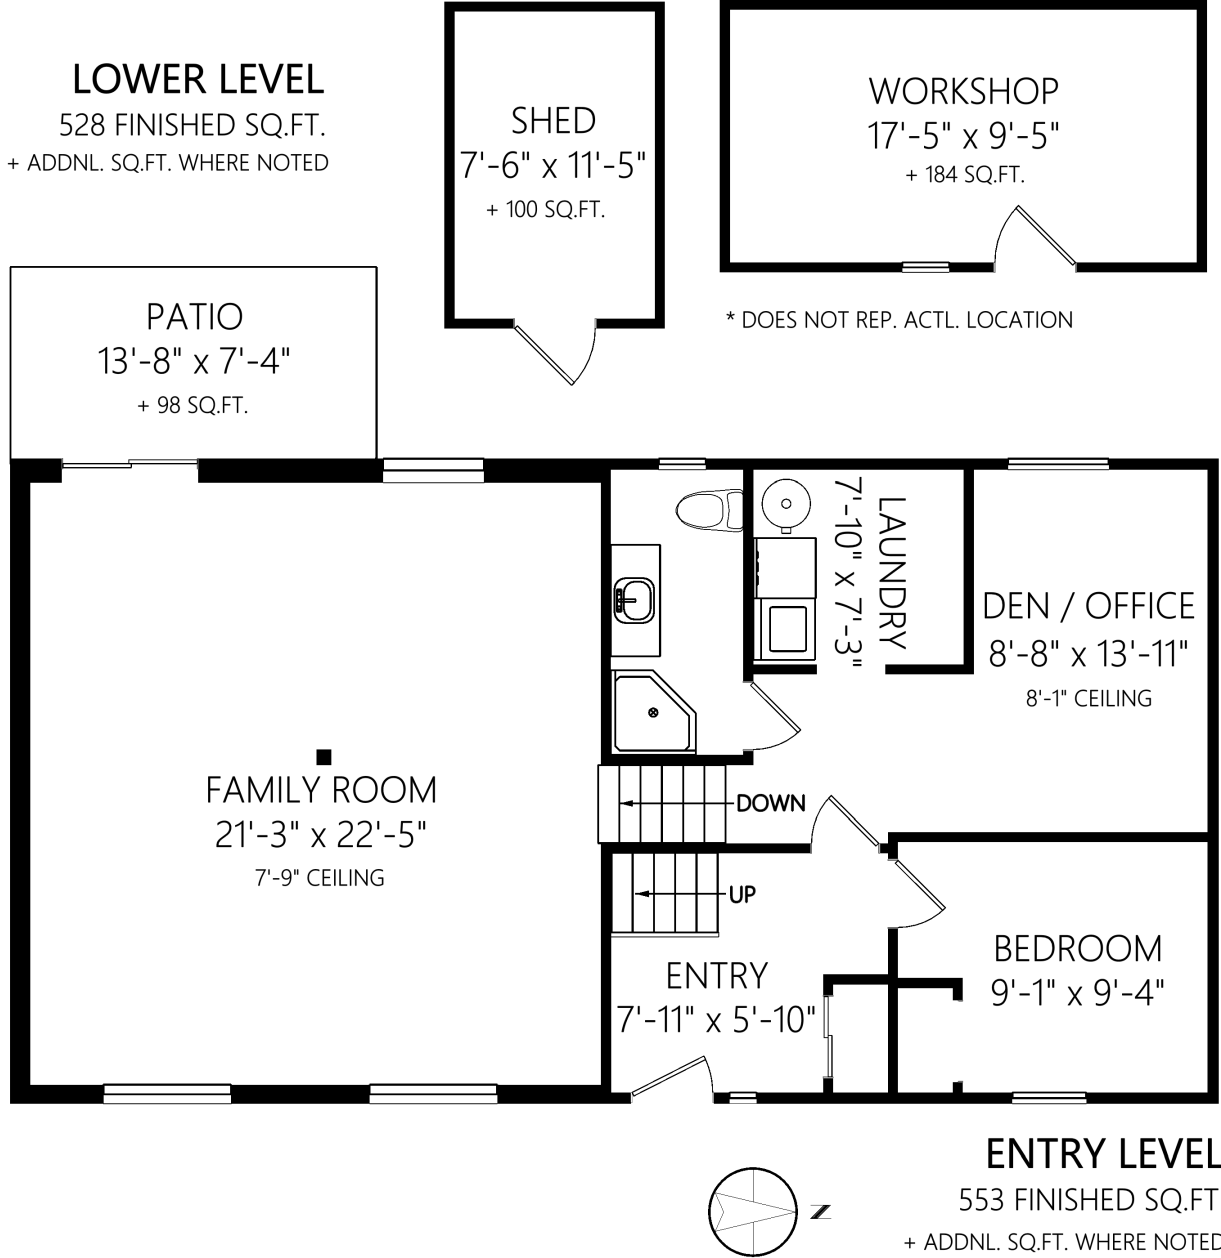 LOWER LEVEL
528 FINISHED SQ.FT.
+ ADDNL. SQ.FT. WHERE NOTED
SHED
7'-6" x 11'-5"
+ 100 SQ.FT.
WORKSHOP
17'-5" x 9'-5"
+ 184 SQ.FT.
* DOES NOT REP. ACTL. LOCATION
PATIO
13'-8" x 7'-4"
+ 98 SQ.FT.
LAUNDRY
7'-10" x 7'-3"
DEN / OFFICE
8'-8" x 13'-11"
8'-1" CEILING
FAMILY ROOM
21'-3" x 22'-5"
7'-9" CEILING
DOWN
UP
ENTRY
7'-11" x 5'-10"
BEDROOM
9'-1" x 9'-4"
N
ENTRY LEVEL
553 FINISHED SQ.FT
+ ADDNL. SQ.FT. WHERE NOTED